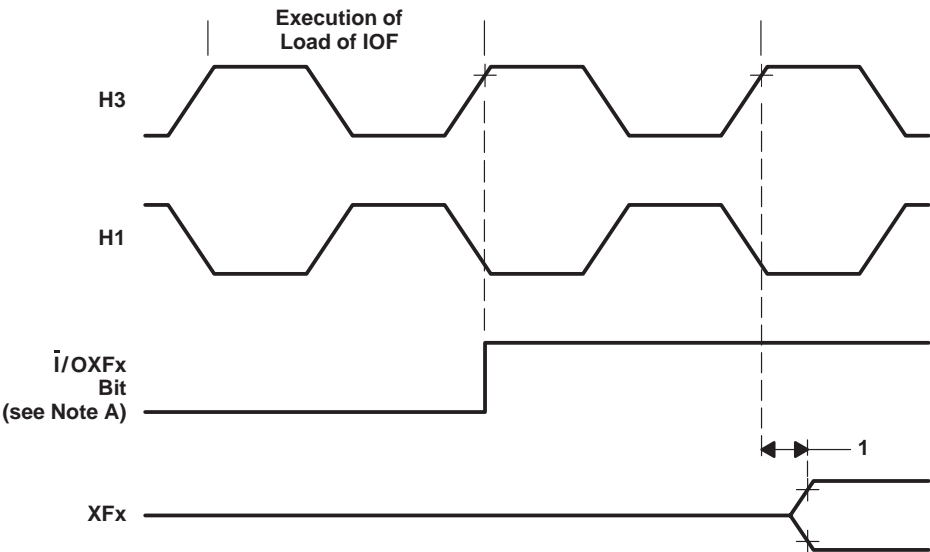 Execution of
Load of IOF
H3
H1
I̅/OXFx
Bit
(see Note A)
1
XFx